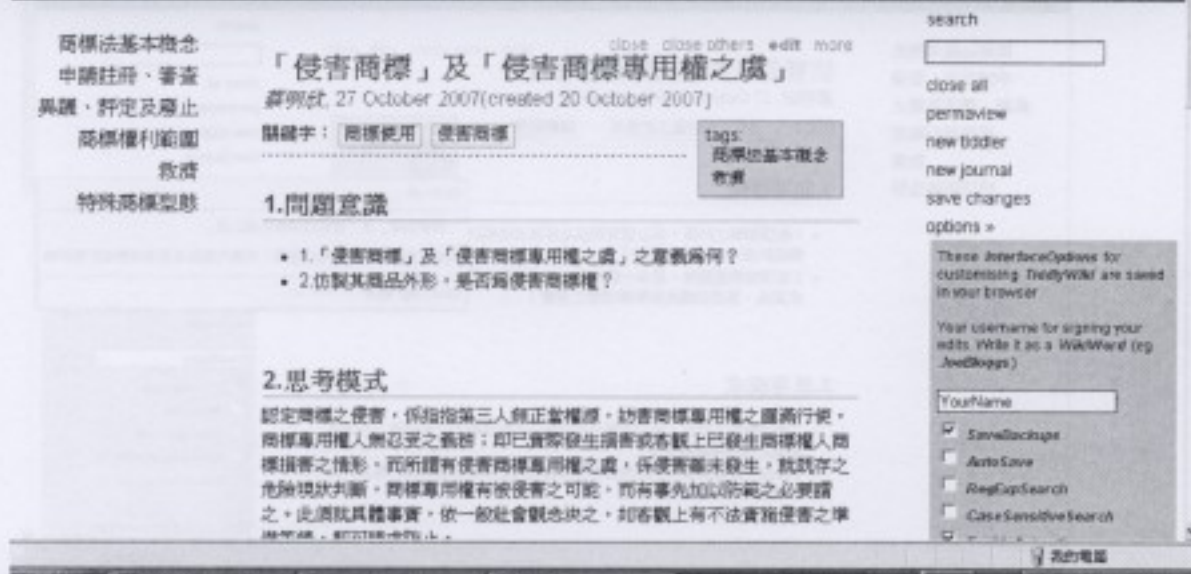 商標法基本概念
申請註冊、審查
異議、評定及廢止
商標權利範圍
救濟
特殊商標型態
close close others edit more
「侵害商標」及「侵害商標專用權之虞」
蔡明欣, 27 October 2007(created 20 October 2007)
關鍵字： 商標使用 侵害商標
tags:
商標法基本概念
救濟
1.問題意識
• 1.「侵害商標」及「侵害商標專用權之虞」之意義為何？
• 2.仿製其商品外形，是否為侵害商標權？
2.思考模式
認定商標之侵害，係指指第三人無正當權源，妨害商標專用權之圓滿行使，
商標專用權人無忍受之義務；即已實際發生損害或客觀上已發生商標權人商
標損害之情形。而所謂有侵害商標專用權之虞，係侵害雖未發生，就既存之
危險現狀判斷，商標專用權有被侵害之可能，而有事先加以防範之必要謂
之。此須就具體事實，依一般社會觀念決之，如客觀上有不法實施侵害之準
search
close all
permaview
new tiddler
new journal
save changes
options »
These InterfaceOptions for
customising TiddlyWiki are saved
in your browser
Your username for signing your
edits. Write it as a WikiWord (eg
JoeBloggs)
YourName
SaveBackups
AutoSave
RegExpSearch
CaseSensitiveSearch
我的電腦